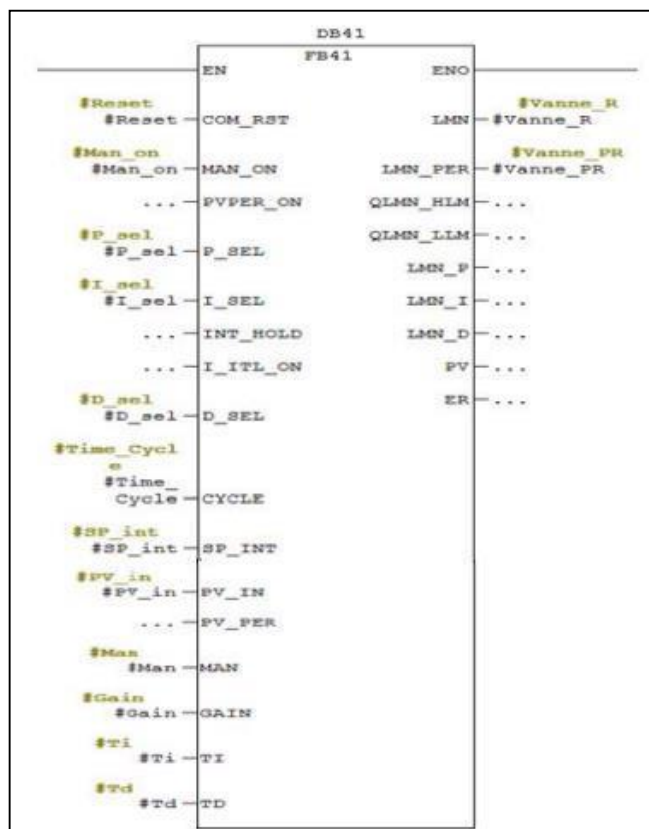 DB41
FB41
EN ENO
#Reset #Vanne_R
#Reset COM_RST LMN #Vanne_R
#Man_on #Vanne_PR
#Man_on MAN_ON LMN_PER #Vanne_PR
... PVPER_ON QLMN_HLM ...
#P_sel QLMN_LLM ...
#P_sel P_SEL
LMN_P ...
#I_sel
#I_sel I_SEL LMN_I ...
... INT_HOLD LMN_D ...
... I_ITL_ON PV ...
#D_sel ER ...
#D_sel D_SEL
#Time_Cycl
e
#Time_
Cycle CYCLE
#SP_int
#SP_int SP_INT
#PV_in
#PV_in PV_IN
... PV_PER
#Man
#Man MAN
#Gain
#Gain GAIN
#Ti
#Ti TI
#Td
#Td TD